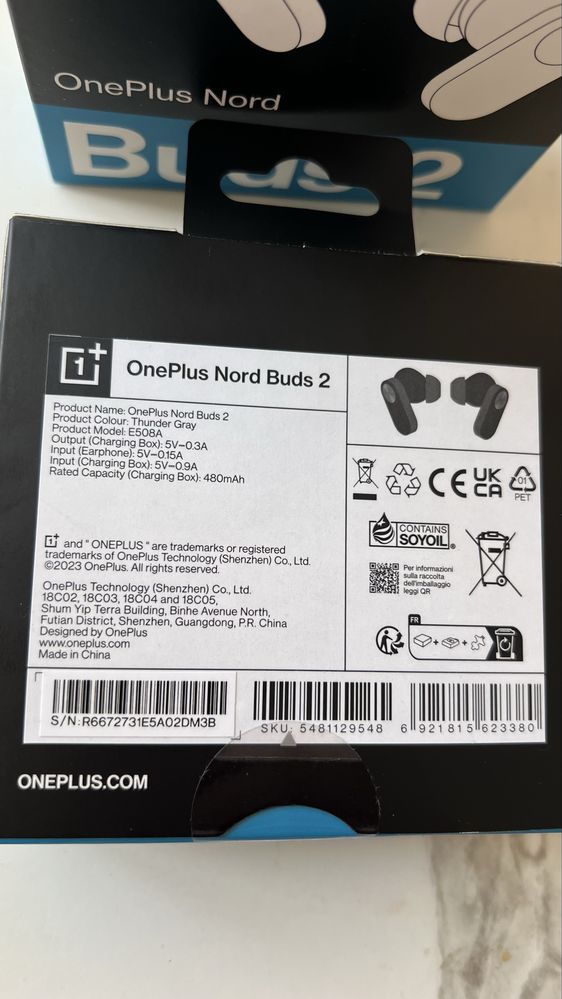 OnePlus Nord
Buds 2
1+
OnePlus Nord Buds 2
Product Name: OnePlus Nord Buds 2
Product Colour: Thunder Gray
Product Model: E508A
Output (Charging Box): 5V⎓0.3A
Input (Earphone): 5V⎓0.15A
Input (Charging Box): 5V⎓0.9A
Rated Capacity (Charging Box): 480mAh
1+ and " ONEPLUS " are trademarks or registered
trademarks of OnePlus Technology (Shenzhen) Co., Ltd.
©2023 OnePlus. All rights reserved.
OnePlus Technology (Shenzhen) Co., Ltd.
18C02, 18C03, 18C04 and 18C05,
Shum Yip Terra Building, Binhe Avenue North,
Futian District, Shenzhen, Guangdong, P.R. China
Designed by OnePlus
www.oneplus.com
Made in China
CE
UK
CA
01
PET
CONTAINS
SOYOIL®
Per informazioni
sulla raccolta
dell'imballaggio
leggi QR
FR
S/N:R6672731E5A02DM3B
SKU: 5481129548
6 921815 623380
ONEPLUS.COM